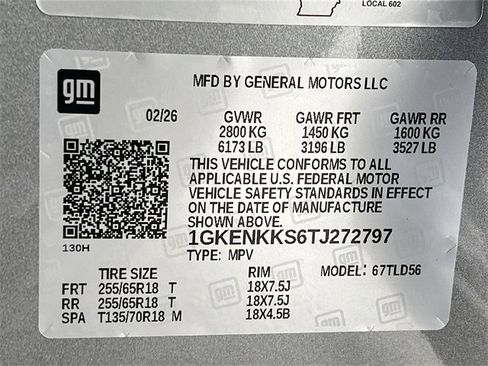 LOCAL 602
gm
MFD BY GENERAL MOTORS LLC
02/26 GVWR GAWR FRT GAWR RR
2800 KG 1450 KG 1600 KG
6173 LB 3196 LB 3527 LB
THIS VEHICLE CONFORMS TO ALL
APPLICABLE U.S. FEDERAL MOTOR
VEHICLE SAFETY STANDARDS IN EFFECT
ON THE DATE OF MANUFACTURE
SHOWN ABOVE.
1GKENKKS6TJ272797
130H TYPE: MPV
TIRE SIZE RIM MODEL: 67TLD56
FRT 255/65R18 T 18X7.5J
RR 255/65R18 T 18X7.5J
SPA T135/70R18 M 18X4.5B